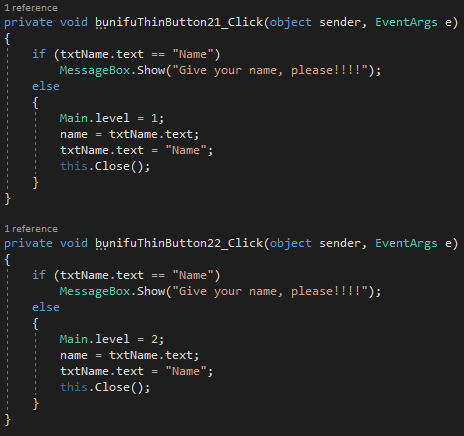 1 reference
private void bunifuThinButton21_Click(object sender, EventArgs e)
{
if (txtName.text == "Name")
MessageBox.Show("Give your name, please!!!!");
else
{
Main.level = 1;
name = txtName.text;
txtName.text = "Name";
this.Close();
}
}
1 reference
private void bunifuThinButton22_Click(object sender, EventArgs e)
{
if (txtName.text == "Name")
MessageBox.Show("Give your name, please!!!!");
else
{
Main.level = 2;
name = txtName.text;
txtName.text = "Name";
this.Close();
}
}